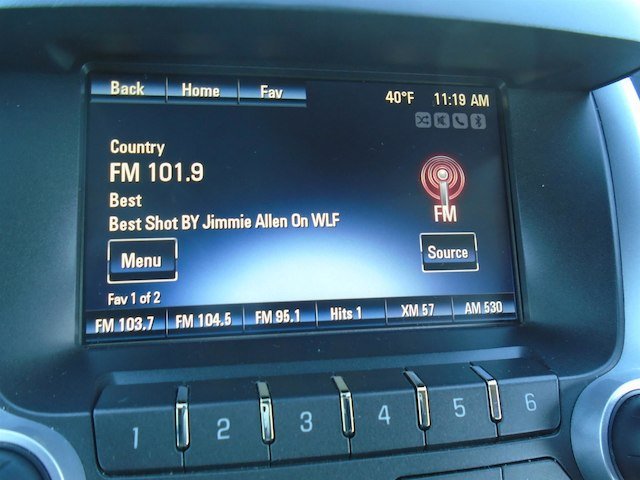 Back Home Fav 40°F 11:19 AM
Country
FM 101.9
Best
Best Shot BY Jimmie Allen On WLF
FM
Menu Source
Fav 1 of 2
FM 103.7 FM 104.5 FM 95.1 Hits 1 XM 57 AM 530
1 2 3 4 5 6